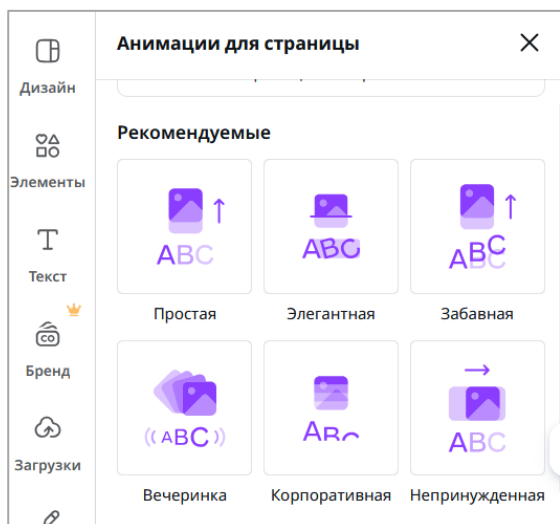 Анимации для страницы
Дизайн
Рекомендуемые
Элементы
ABC
ABC
ABC
Текст
Простая
Элегантная
Забавная
CO
Бренд
ABC
ABC
ABC
Загрузки
Вечеринка
Корпоративная
Непринужденная